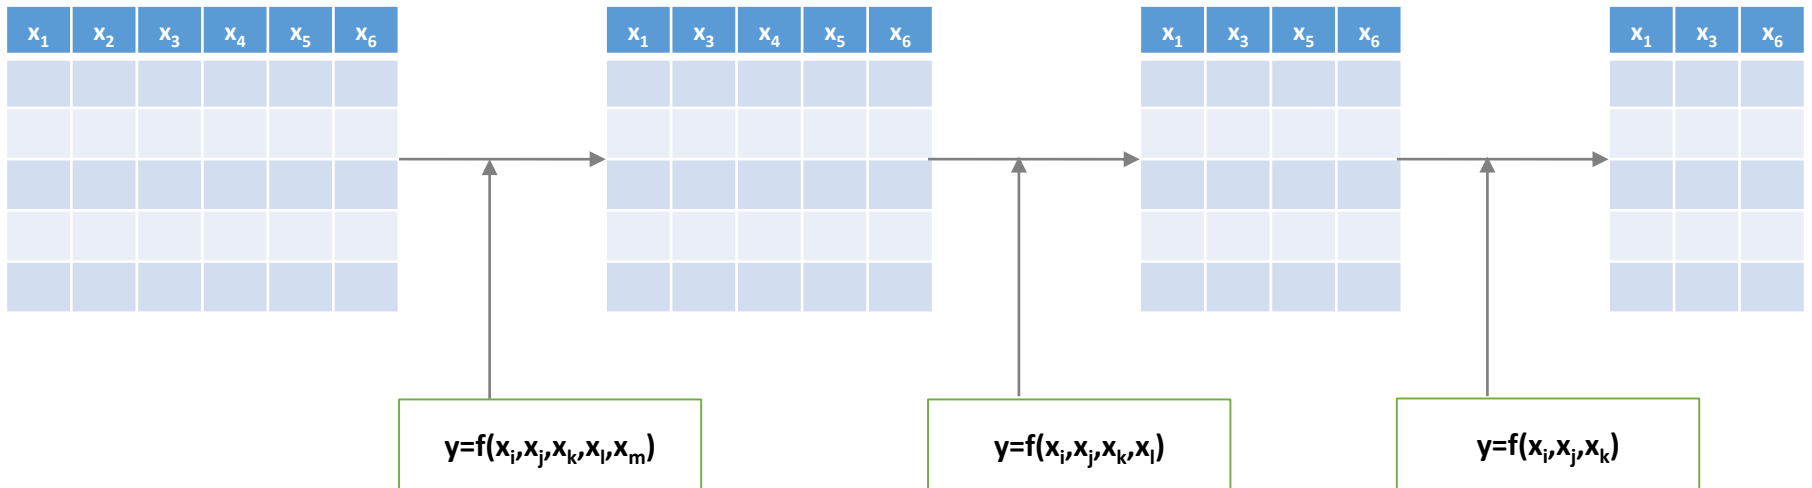 x₁ x₂ x₃ x₄ x₅ x₆
x₁ x₃ x₄ x₅ x₆
x₁ x₃ x₅ x₆
x₁ x₃ x₆
y=f(xᵢ,xⱼ,xₖ,xₗ,xₘ)
y=f(xᵢ,xⱼ,xₖ,xₗ)
y=f(xᵢ,xⱼ,xₖ)